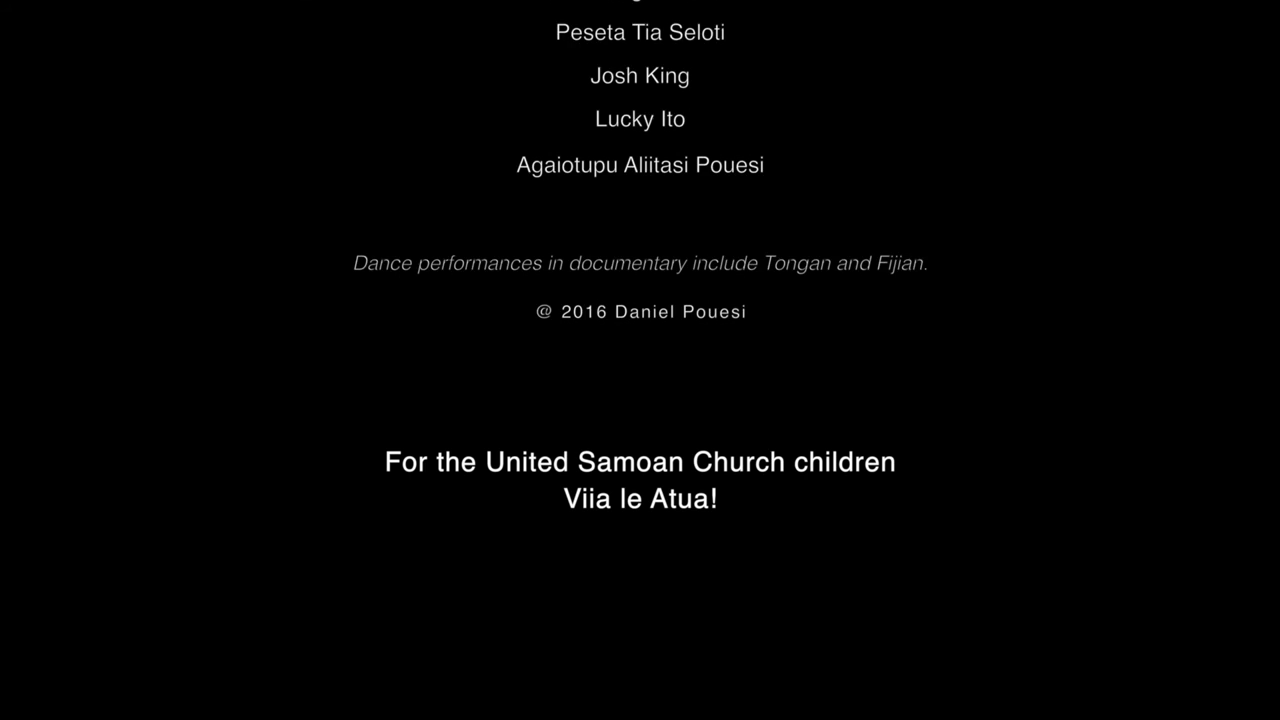 Peseta Tia Seloti
Josh King
Lucky Ito
Agaiotupu Aliitasi Pouesi
Dance performances in documentary include Tongan and Fijian.
@ 2016 Daniel Pouesi
For the United Samoan Church children
Viia le Atua!